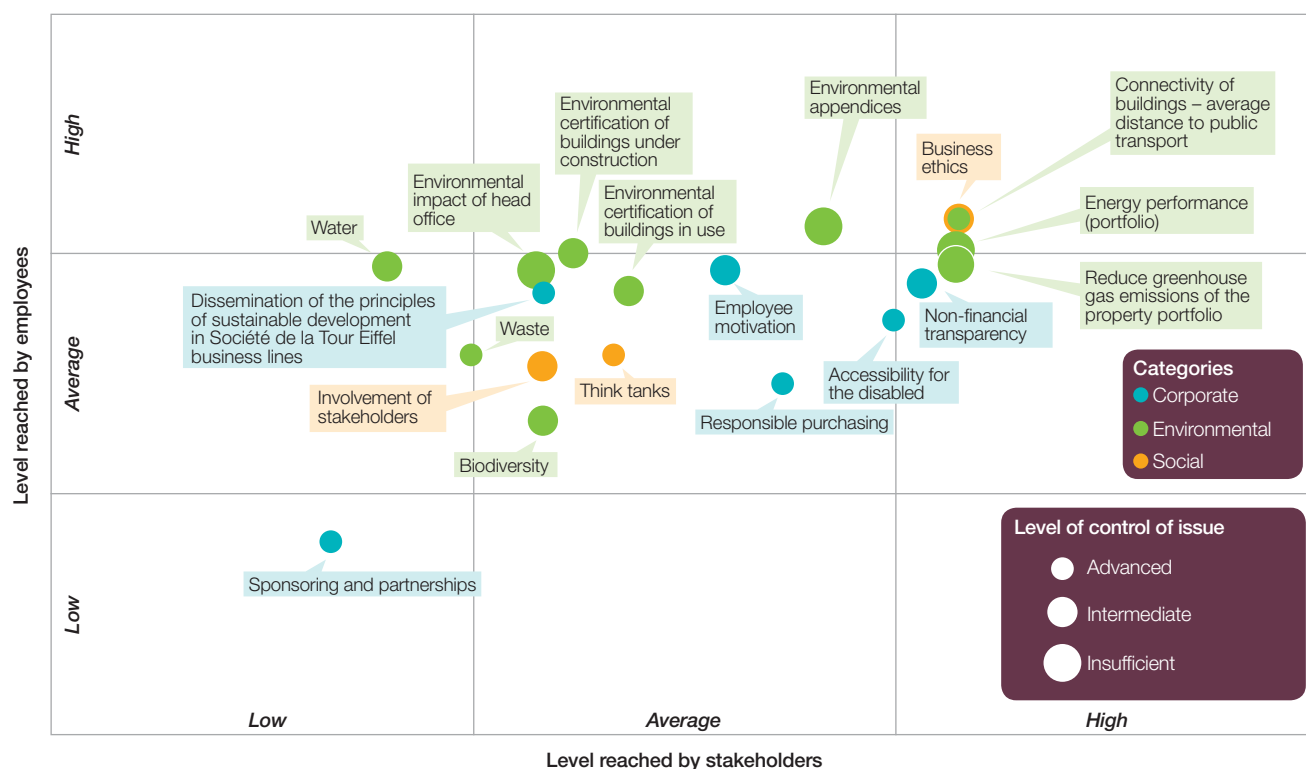 Level reached by employees
High
Average
Low
Environmental
appendices
Connectivity of
buildings – average
distance to public
transport
Environmental
certification of
buildings under
construction
Business
ethics
Environmental
impact of head
office
Environmental
certification of
buildings in use
Energy performance
(portfolio)
Water
Reduce greenhouse
gas emissions of the
property portfolio
Dissemination of the principles
of sustainable development
in Société de la Tour Eiffel
business lines
Employee
motivation
Non-financial
transparency
Waste
Involvement of
stakeholders
Think tanks
Accessibility for
the disabled
Responsible purchasing
Biodiversity
Categories
Corporate
Environmental
Social
Sponsoring and partnerships
Level of control of issue
Advanced
Intermediate
Insufficient
Low
Average
High
Level reached by stakeholders